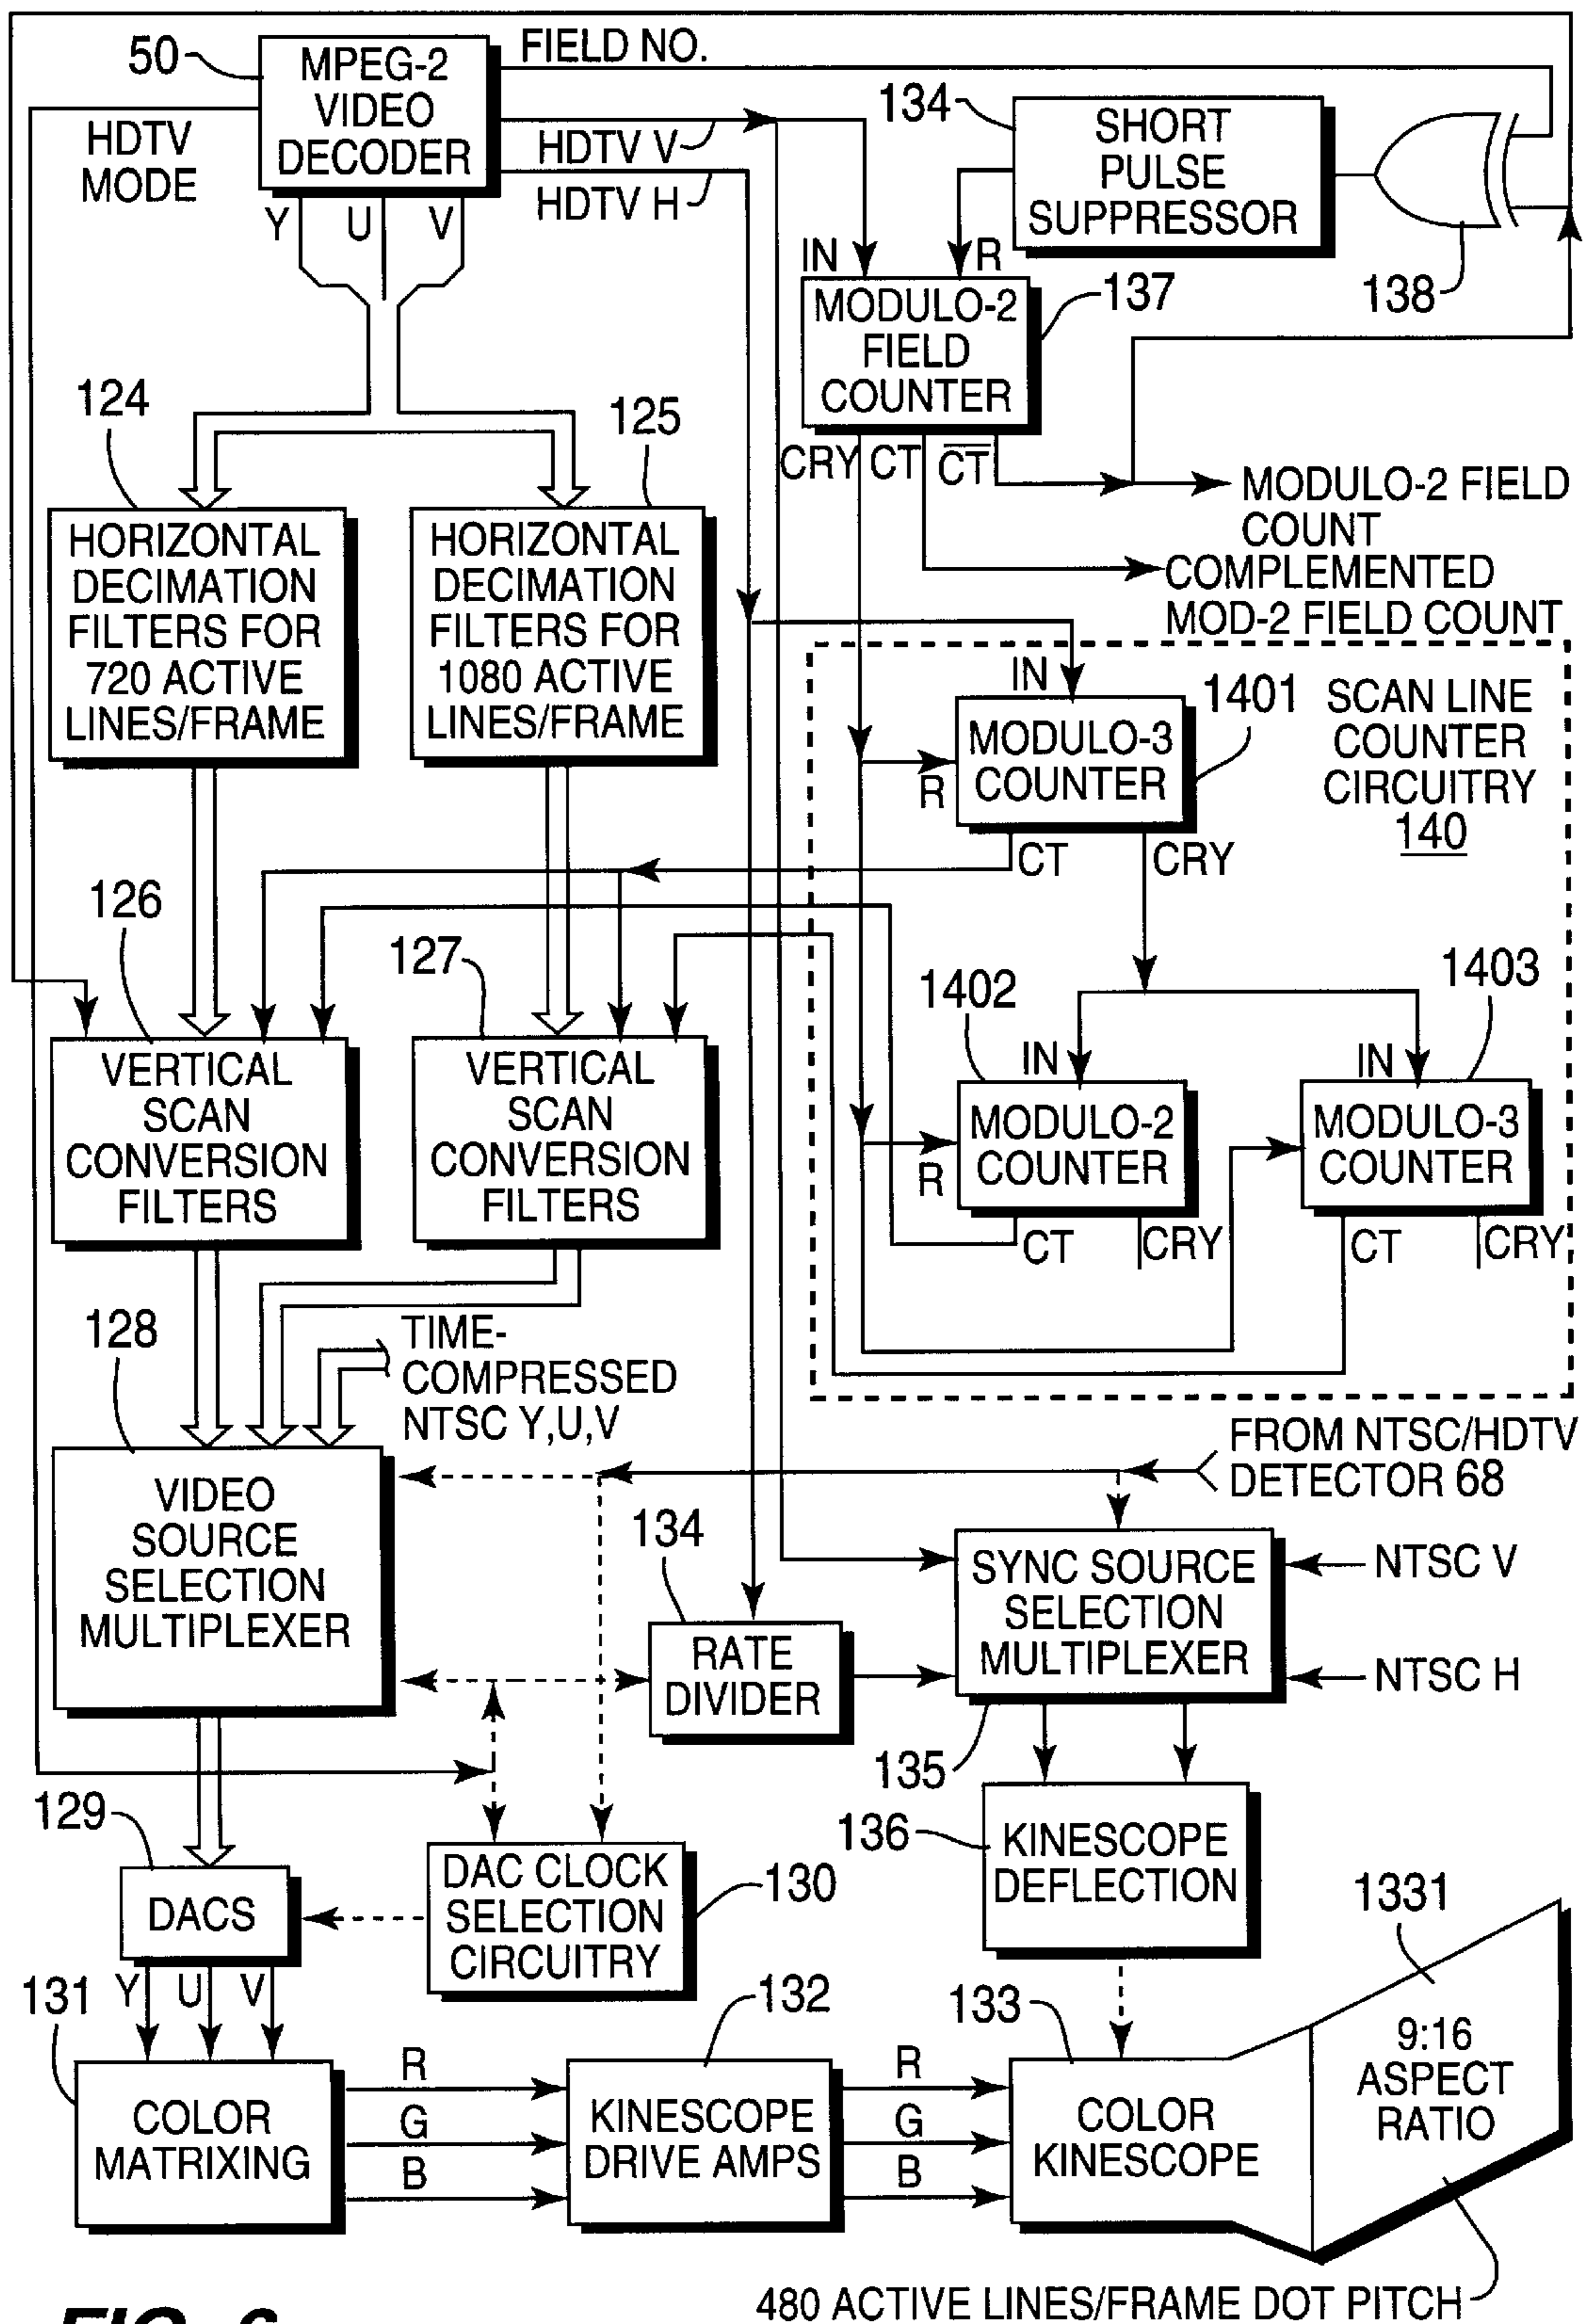 50
MPEG-2
VIDEO
DECODER
FIELD NO.
HDTV
MODE
HDTV V
HDTV H
Y U V
134
SHORT
PULSE
SUPPRESSOR
138
IN R
MODULO-2
FIELD
COUNTER
137
CRY CT CT
MODULO-2 FIELD
COUNT
COMPLEMENTED
MOD-2 FIELD COUNT
124
HORIZONTAL
DECIMATION
FILTERS FOR
720 ACTIVE
LINES/FRAME
125
HORIZONTAL
DECIMATION
FILTERS FOR
1080 ACTIVE
LINES/FRAME
IN
1401
MODULO-3
COUNTER
R
CT CRY
SCAN LINE
COUNTER
CIRCUITRY
140
126
VERTICAL
SCAN
CONVERSION
FILTERS
127
VERTICAL
SCAN
CONVERSION
FILTERS
1402
IN
MODULO-2
COUNTER
R
CT CRY
1403
IN
MODULO-3
COUNTER
CT CRY
128
TIME-
COMPRESSED
NTSC Y,U,V
VIDEO
SOURCE
SELECTION
MULTIPLEXER
FROM NTSC/HDTV
DETECTOR 68
134
RATE
DIVIDER
SYNC SOURCE
SELECTION
MULTIPLEXER
NTSC V
NTSC H
135
129
DACS
DAC CLOCK
SELECTION
CIRCUITRY
130
136
KINESCOPE
DEFLECTION
1331
131
Y U V
COLOR
MATRIXING
R
G
B
132
KINESCOPE
DRIVE AMPS
R
G
B
133
COLOR
KINESCOPE
9:16
ASPECT
RATIO
480 ACTIVE LINES/FRAME DOT PITCH